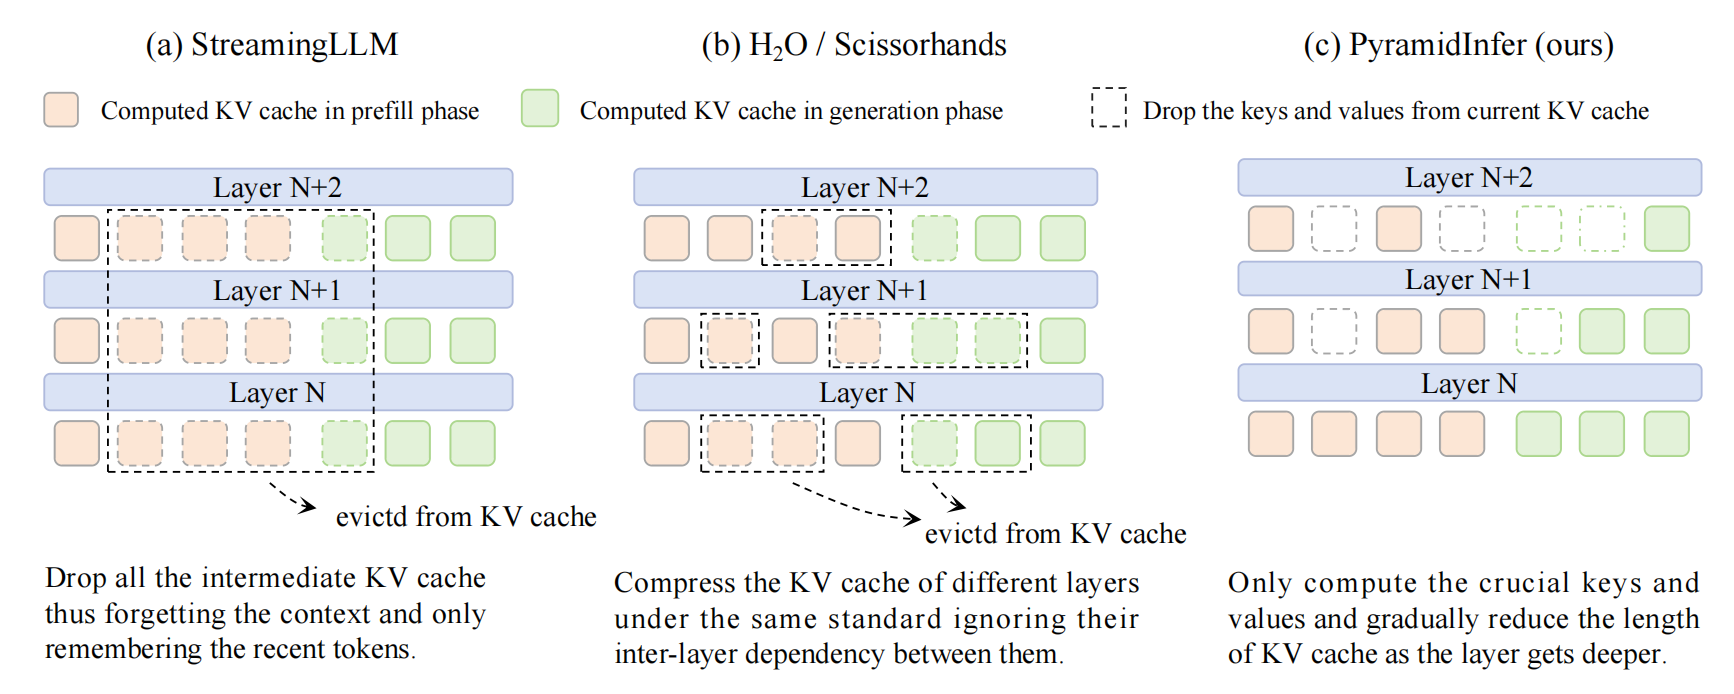 (a) StreamingLLM
(b) H₂O / Scissorhands
(c) PyramidInfer (ours)
Computed KV cache in prefill phase
Computed KV cache in generation phase
Drop the keys and values from current KV cache
Layer N+2
Layer N+1
Layer N
evictd from KV cache
Drop all the intermediate KV cache
thus forgetting the context and only
remembering the recent tokens.
Layer N+2
Layer N+1
Layer N
evictd from KV cache
Compress the KV cache of different layers
under the same standard ignoring their
inter-layer dependency between them.
Layer N+2
Layer N+1
Layer N
Only compute the crucial keys and
values and gradually reduce the length
of KV cache as the layer gets deeper.